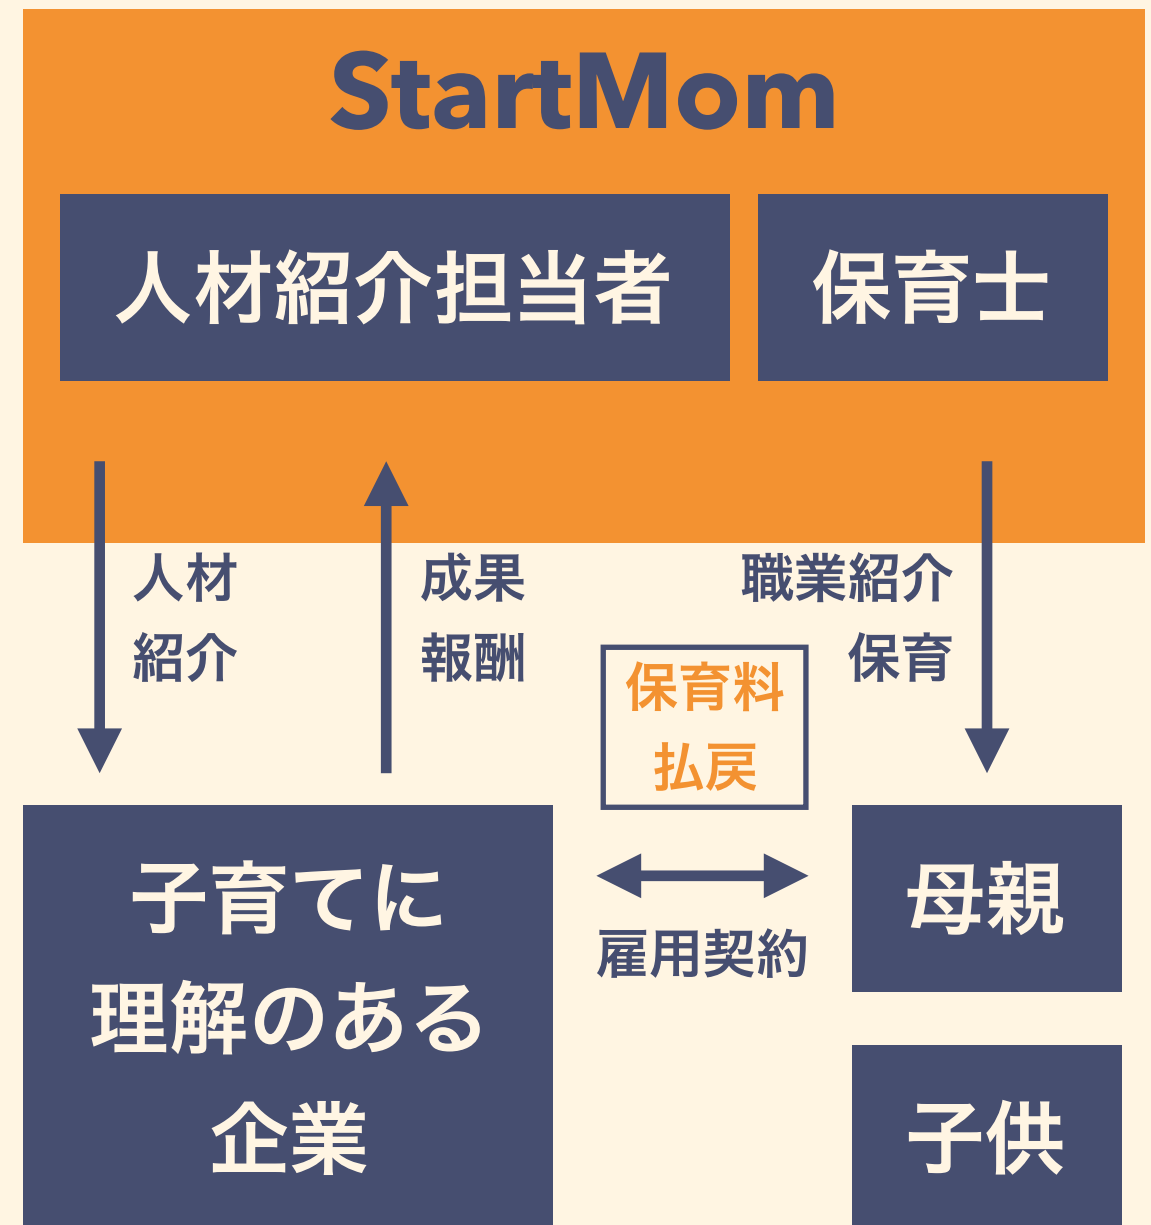 StartMom
人材紹介担当者
保育士
人材
紹介
成果
報酬
職業紹介
保育
保育料
払戻
雇用契約
子育てに
理解のある
企業
母親
子供